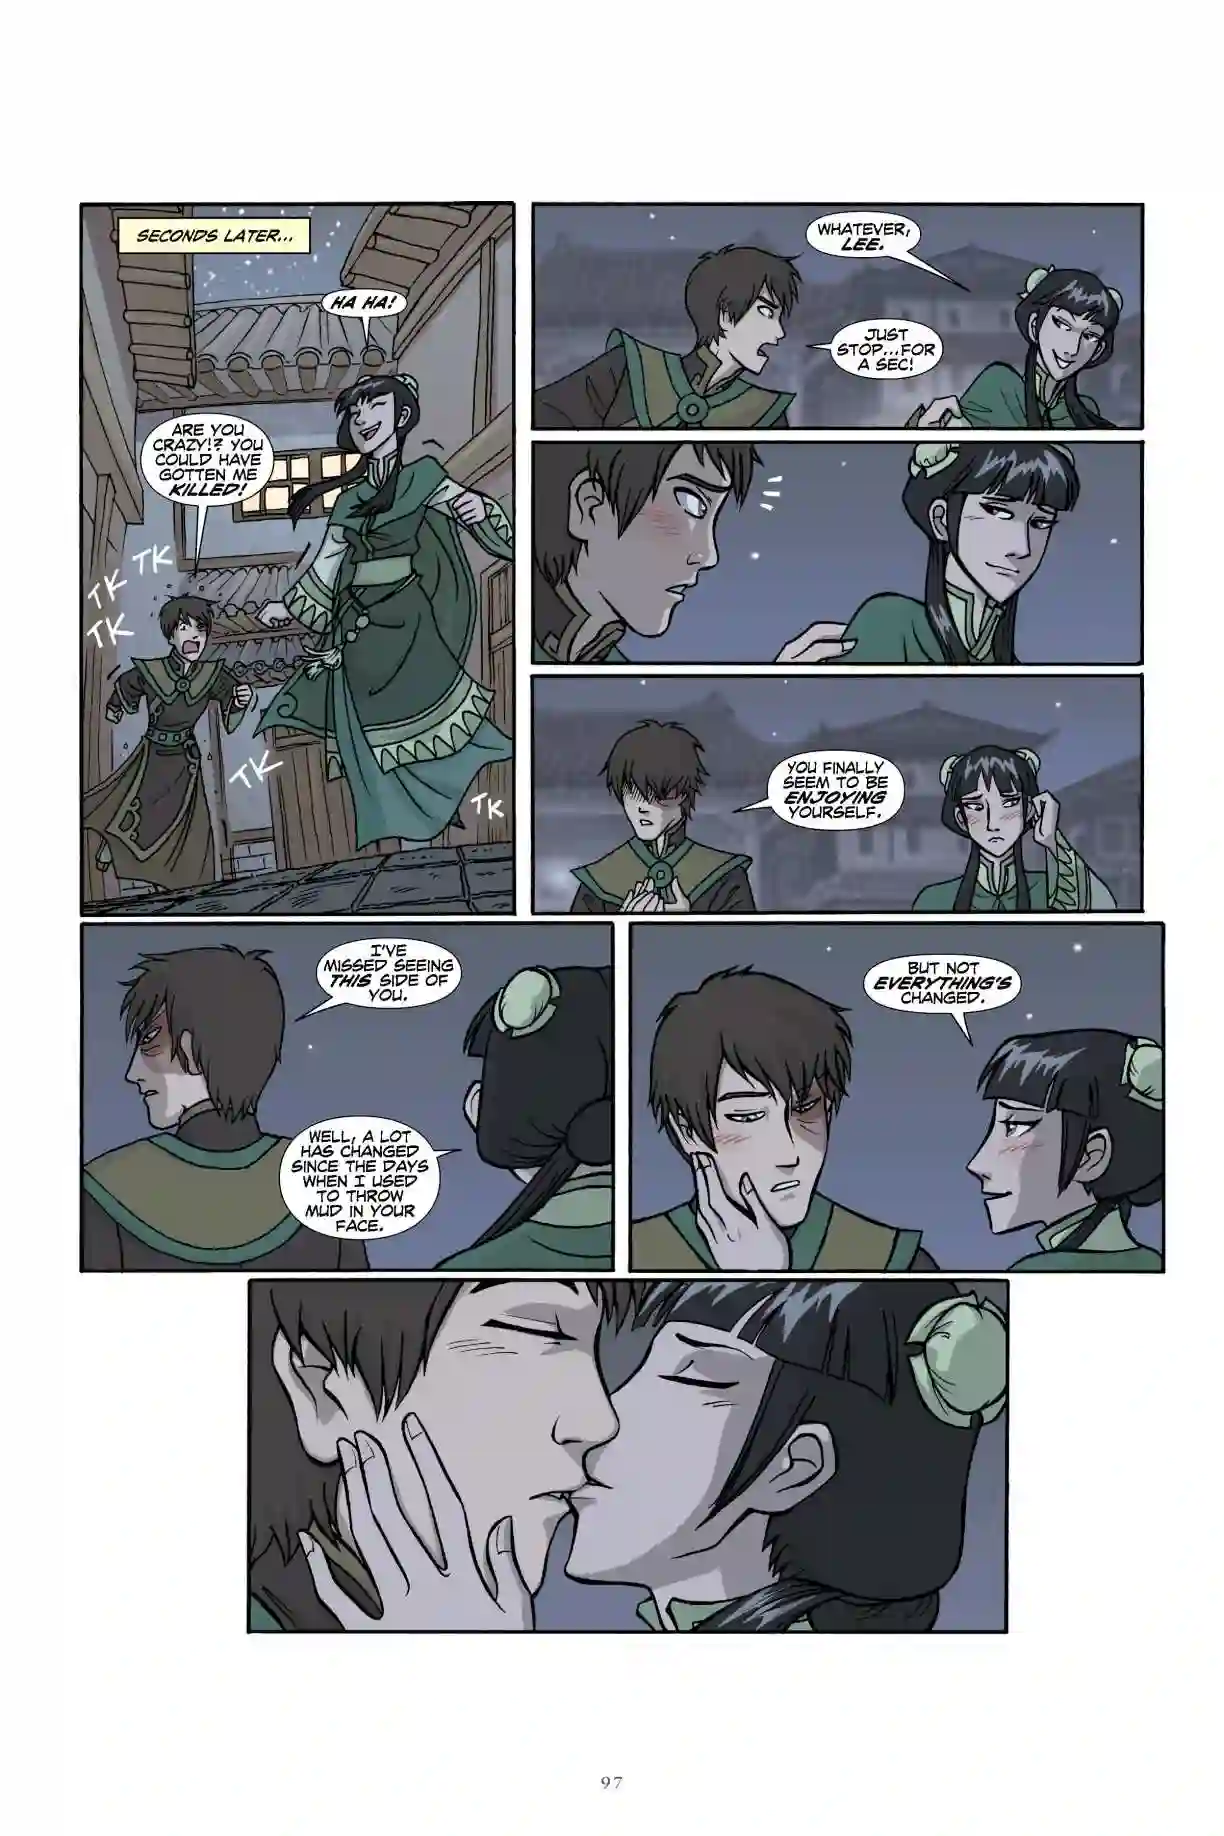 SECONDS LATER...
HA HA!
ARE YOU
CRAZY!? YOU
COULD HAVE
GOTTEN ME
KILLED!
TK
TK
TK
TK
TK
WHATEVER,
LEE.
JUST
STOP...FOR
A SEC!
YOU FINALLY
SEEM TO BE
ENJOYING
YOURSELF.
I'VE
MISSED SEEING
THIS SIDE OF
YOU.
WELL, A LOT
HAS CHANGED
SINCE THE DAYS
WHEN I USED
TO THROW
MUD IN YOUR
FACE.
BUT NOT
EVERYTHING'S
CHANGED.
97